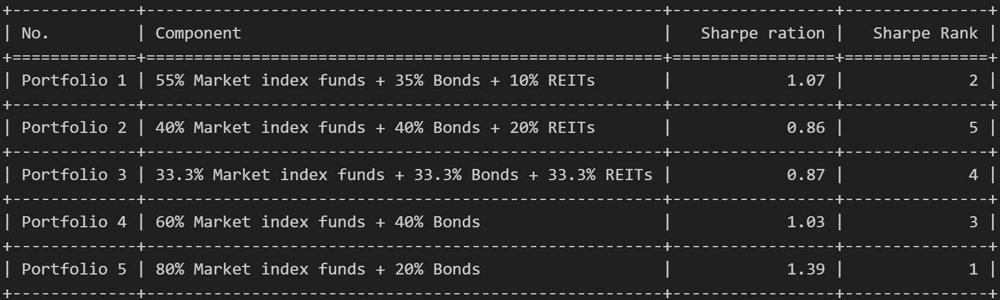 +-------------+------------------------------------------------------+-----------------+---------------+
| No.         | Component                                            |   Sharpe ration |   Sharpe Rank |
+=============+======================================================+=================+===============+
| Portfolio 1 | 55% Market index funds + 35% Bonds + 10% REITs       |            1.07 |             2 |
+-------------+------------------------------------------------------+-----------------+---------------+
| Portfolio 2 | 40% Market index funds + 40% Bonds + 20% REITs       |            0.86 |             5 |
+-------------+------------------------------------------------------+-----------------+---------------+
| Portfolio 3 | 33.3% Market index funds + 33.3% Bonds + 33.3% REITs |            0.87 |             4 |
+-------------+------------------------------------------------------+-----------------+---------------+
| Portfolio 4 | 60% Market index funds + 40% Bonds                   |            1.03 |             3 |
+-------------+------------------------------------------------------+-----------------+---------------+
| Portfolio 5 | 80% Market index funds + 20% Bonds                   |            1.39 |             1 |
+-------------+------------------------------------------------------+-----------------+---------------+